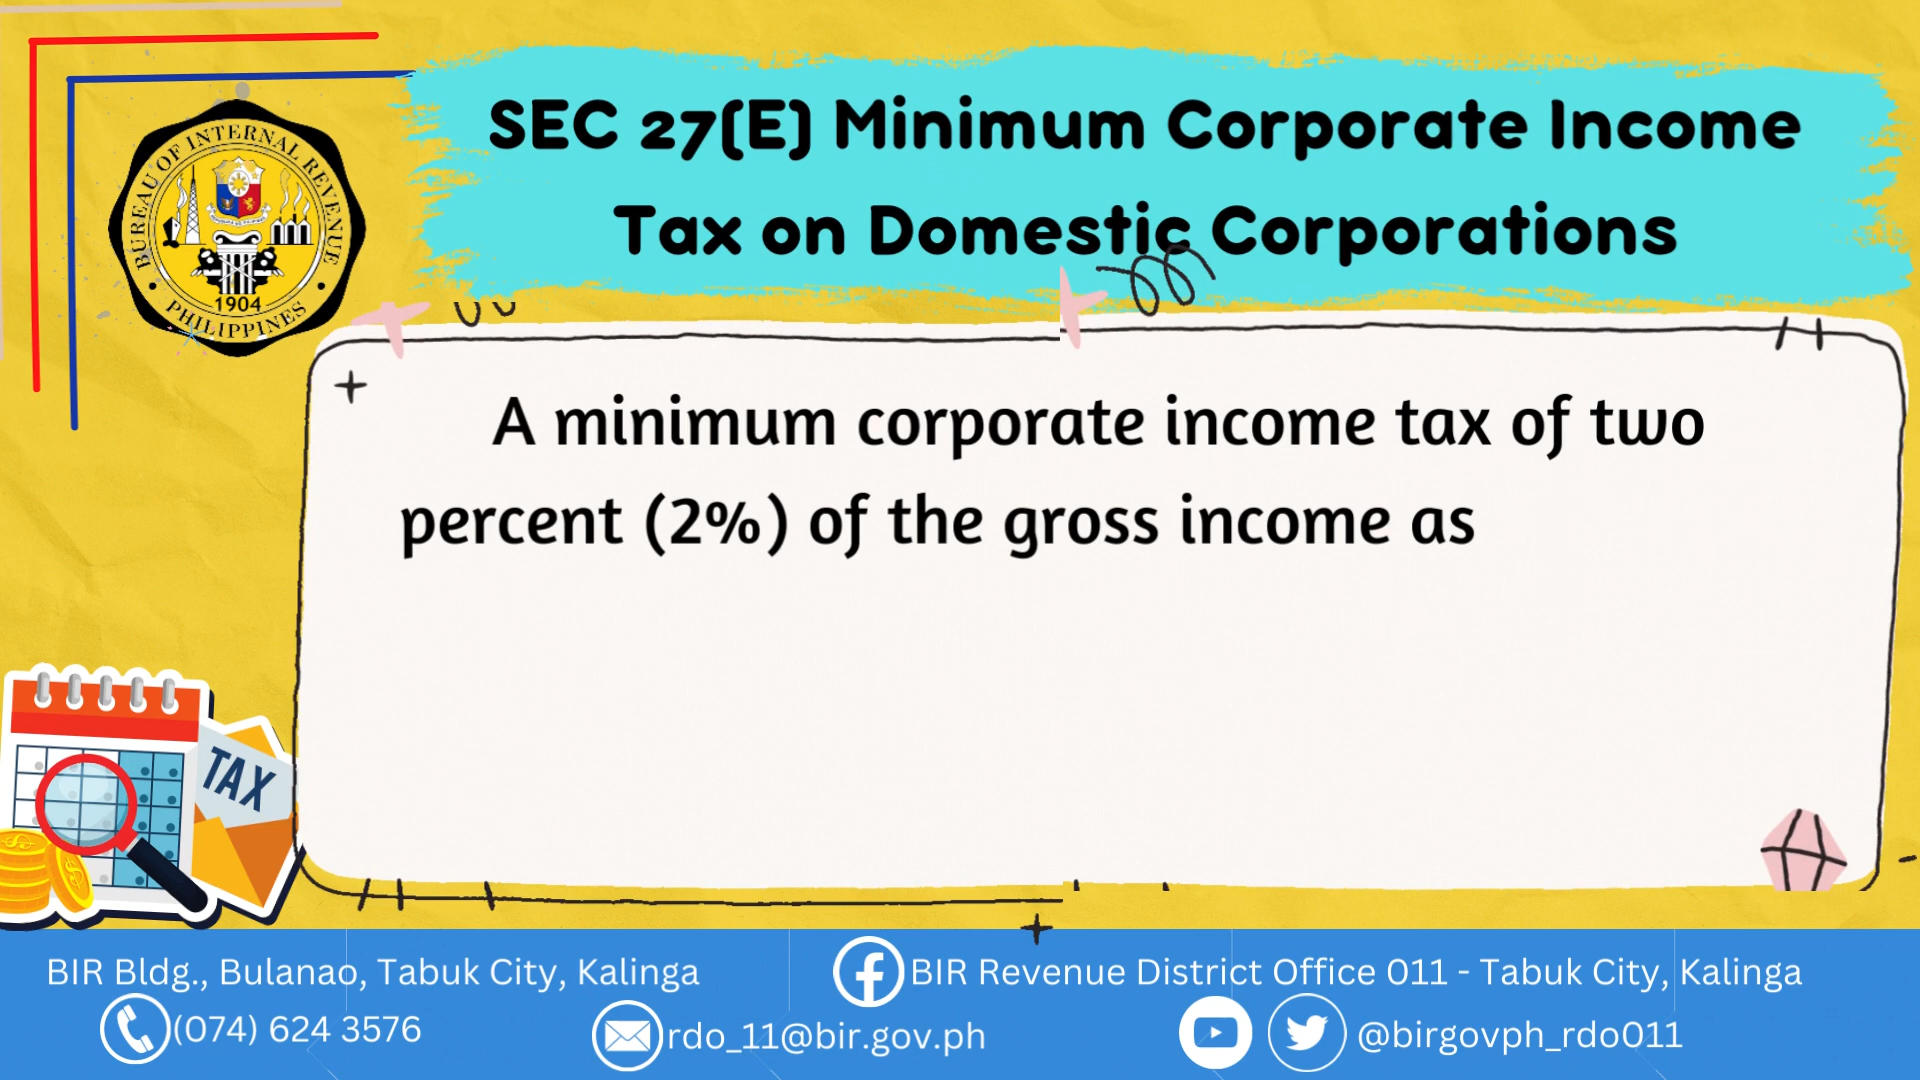 SEC 27(E) Minimum Corporate Income
Tax on Domestic Corporations
BUREAU OF INTERNAL REVENUE
1904
PHILIPPINES
A minimum corporate income tax of two
percent (2%) of the gross income as
TAX
BIR Bldg., Bulanao, Tabuk City, Kalinga
BIR Revenue District Office 011 - Tabuk City, Kalinga
(074) 624 3576
rdo_11@bir.gov.ph
@birgovph_rdo011